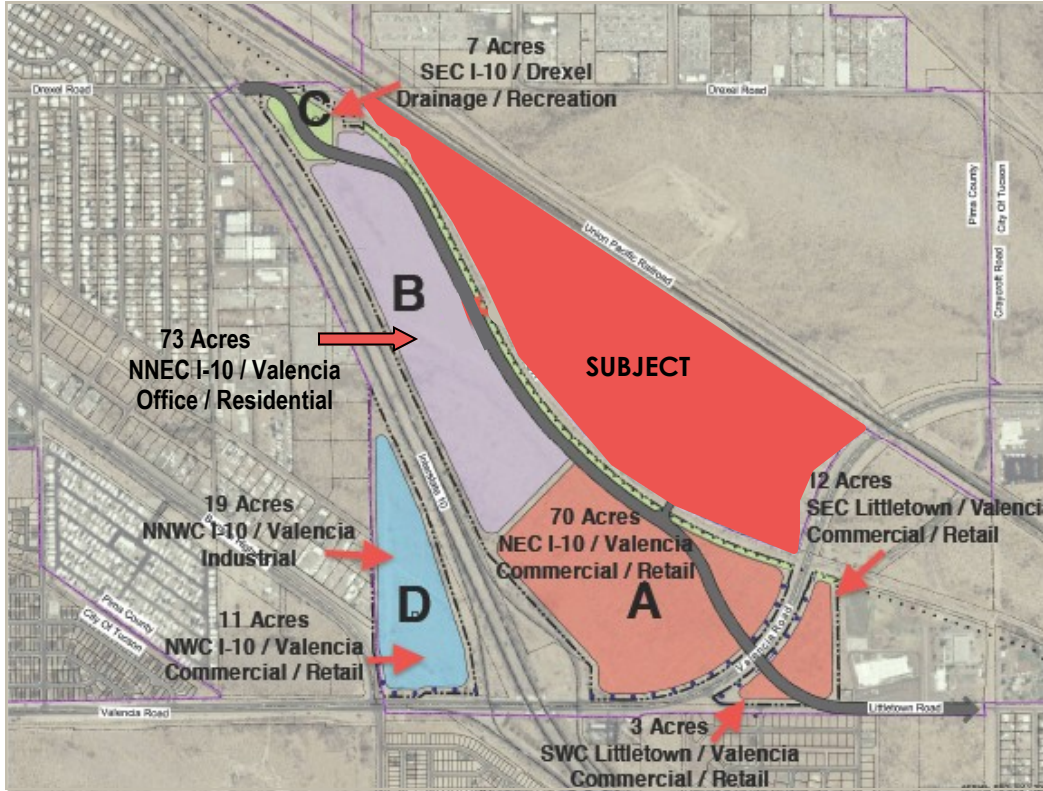 7 Acres
SEC I-10 / Drexel
Drainage / Recreation
Drexel Road
Drexel Road
C
Pima County
City Of Tucson
Craycroft Road
Union Pacific Railroad
B
73 Acres
NNEC I-10 / Valencia
Office / Residential
SUBJECT
Interstate 10
12 Acres
SEC Littletown / Valencia
Commercial / Retail
19 Acres
NNWC I-10 / Valencia
Industrial
70 Acres
NEC I-10 / Valencia
Commercial / Retail
A
D
11 Acres
NWC I-10 / Valencia
Commercial / Retail
Pima County
City Of Tucson
Valencia Road
Valencia Road
Littletown Road
3 Acres
SWC Littletown / Valencia
Commercial / Retail